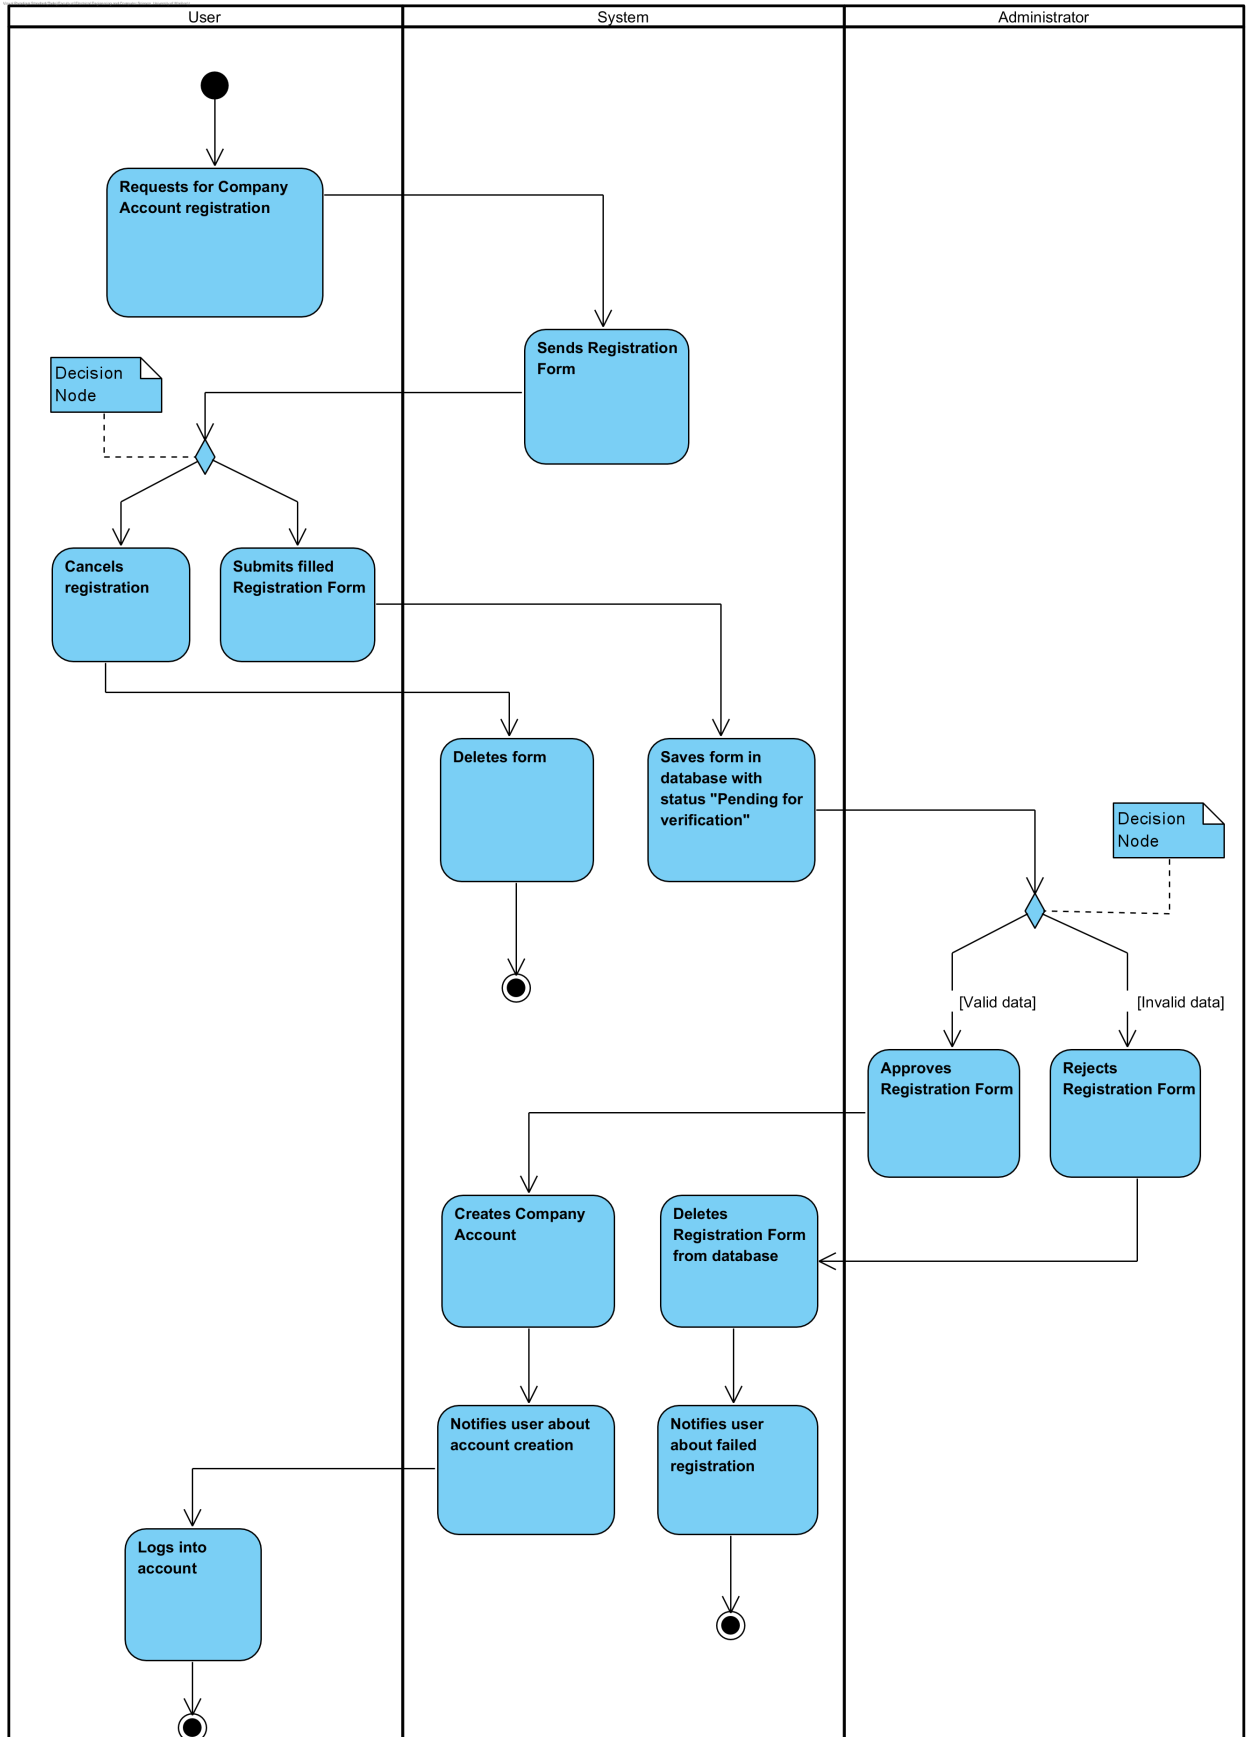 User
System
Administrator
Requests for Company
Account registration
Sends Registration
Form
Decision
Node
Cancels
registration
Submits filled
Registration Form
Deletes form
Saves form in
database with
status "Pending for
verification"
Decision
Node
[Valid data]
[Invalid data]
Approves
Registration Form
Rejects
Registration Form
Creates Company
Account
Deletes
Registration Form
from database
Notifies user about
account creation
Notifies user
about failed
registration
Logs into
account